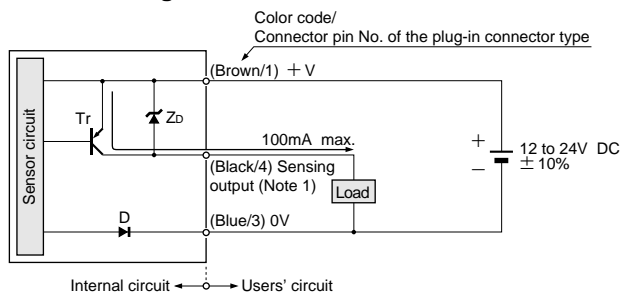 Color code/
Connector pin No. of the plug-in connector type
(Brown/1) +V
Tr
ZD
Sensor circuit
100mA max.
+
12 to 24V DC
±10%
−
(Black/4) Sensing
output (Note 1)
Load
D
(Blue/3) 0V
Internal circuit
Users' circuit